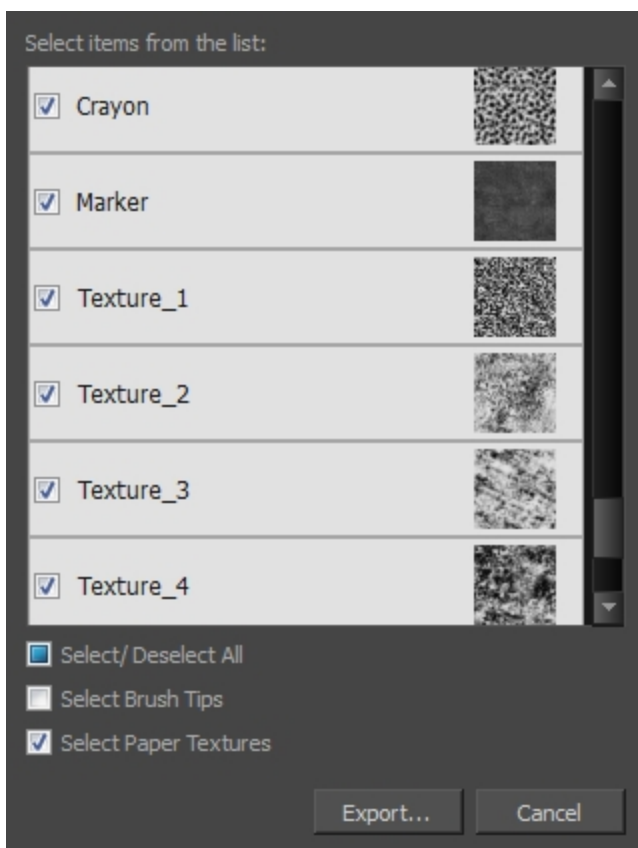 Select items from the list:
Crayon
Marker
Texture_1
Texture_2
Texture_3
Texture_4
Select/ Deselect All
Select Brush Tips
Select Paper Textures
Export... Cancel